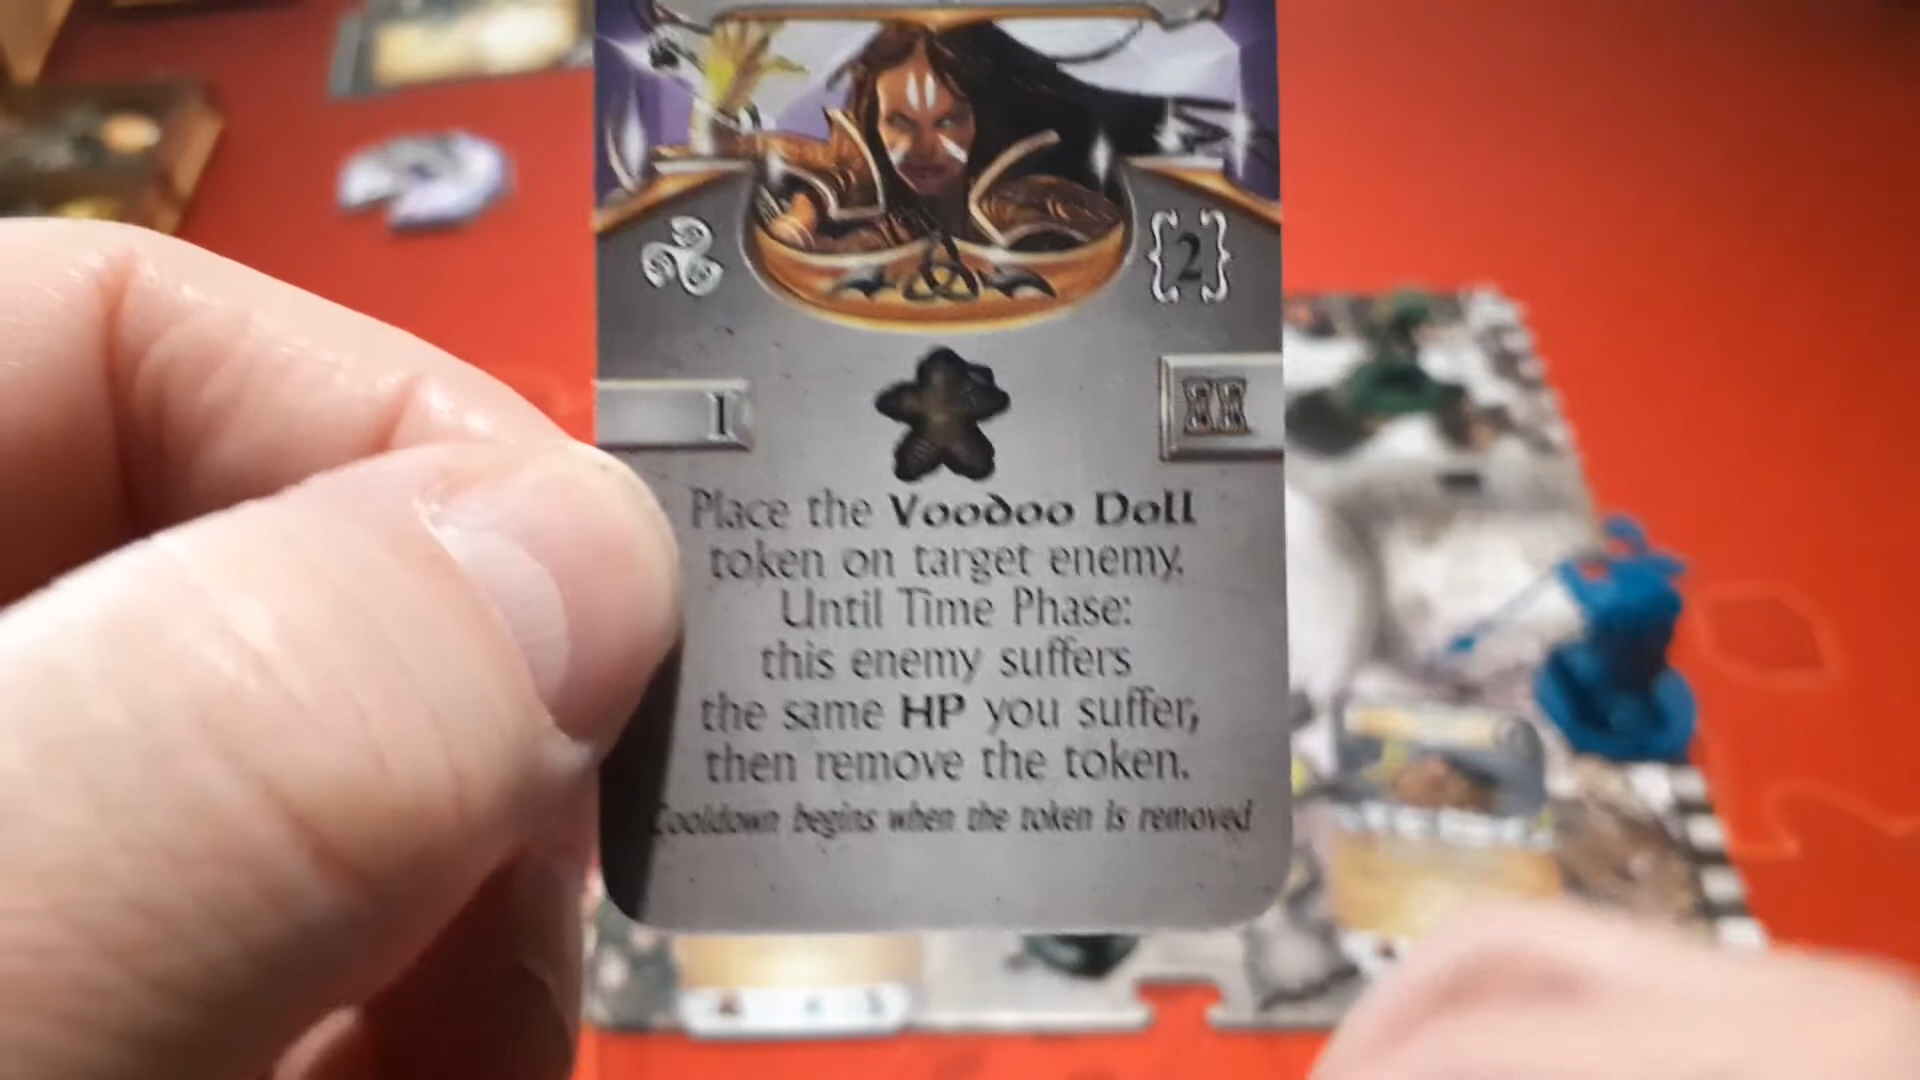 {2}
1
Place the Voodoo Doll
token on target enemy.
Until Time Phase:
this enemy suffers
the same HP you suffer,
then remove the token.
Cooldown begins when the token is removed